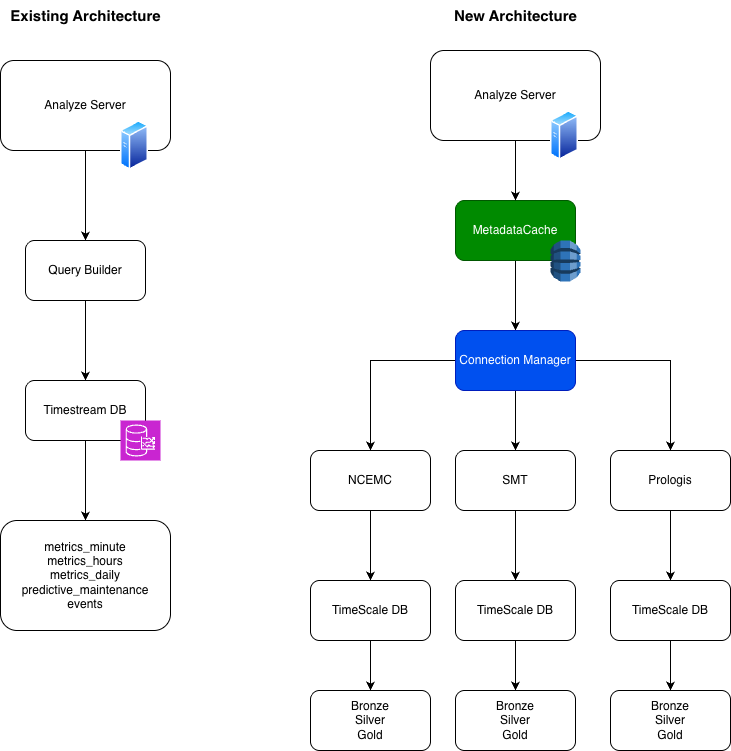 Existing Architecture
New Architecture
Analyze Server
Query Builder
Timestream DB
metrics_minute
metrics_hours
metrics_daily
predictive_maintenance
events
Analyze Server
MetadataCache
Connection Manager
NCEMC
SMT
Prologis
TimeScale DB
TimeScale DB
TimeScale DB
Bronze
Silver
Gold
Bronze
Silver
Gold
Bronze
Silver
Gold